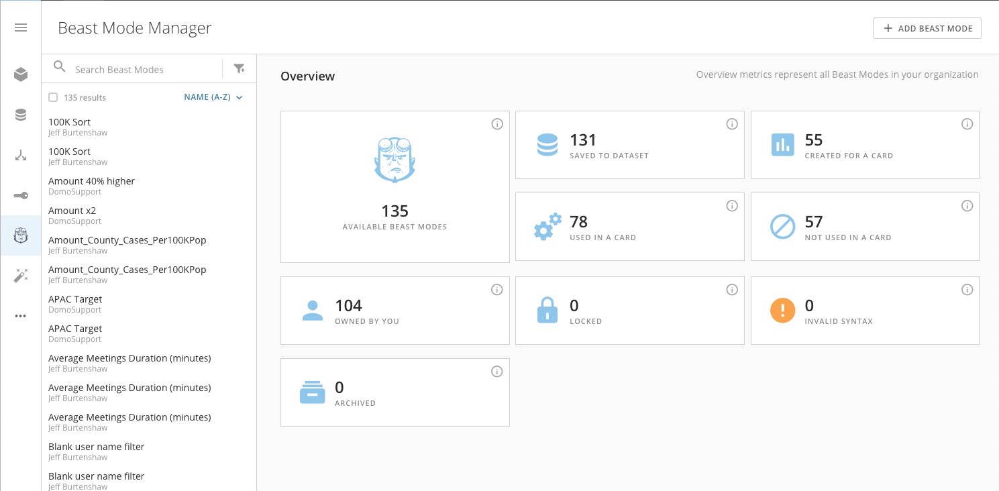 Beast Mode Manager
ADD BEAST MODE
Search Beast Modes
135 results
NAME (A-Z)
100K Sort
Jeff Burtenshaw
100K Sort
Jeff Burtenshaw
Amount 40% higher
DomoSupport
Amount x2
DomoSupport
Amount_County_Cases_Per100KPop
Jeff Burtenshaw
Amount_County_Cases_Per100KPop
Jeff Burtenshaw
APAC Target
DomoSupport
APAC Target
DomoSupport
Average Meetings Duration (minutes)
Jeff Burtenshaw
Average Meetings Duration (minutes)
Jeff Burtenshaw
Average Meetings Duration (minutes)
Jeff Burtenshaw
Blank user name filter
Jeff Burtenshaw
Blank user name filter
Jeff Burtenshaw
Overview
Overview metrics represent all Beast Modes in your organization
135
AVAILABLE BEAST MODES
131
SAVED TO DATASET
55
CREATED FOR A CARD
78
USED IN A CARD
57
NOT USED IN A CARD
104
OWNED BY YOU
0
LOCKED
0
INVALID SYNTAX
0
ARCHIVED